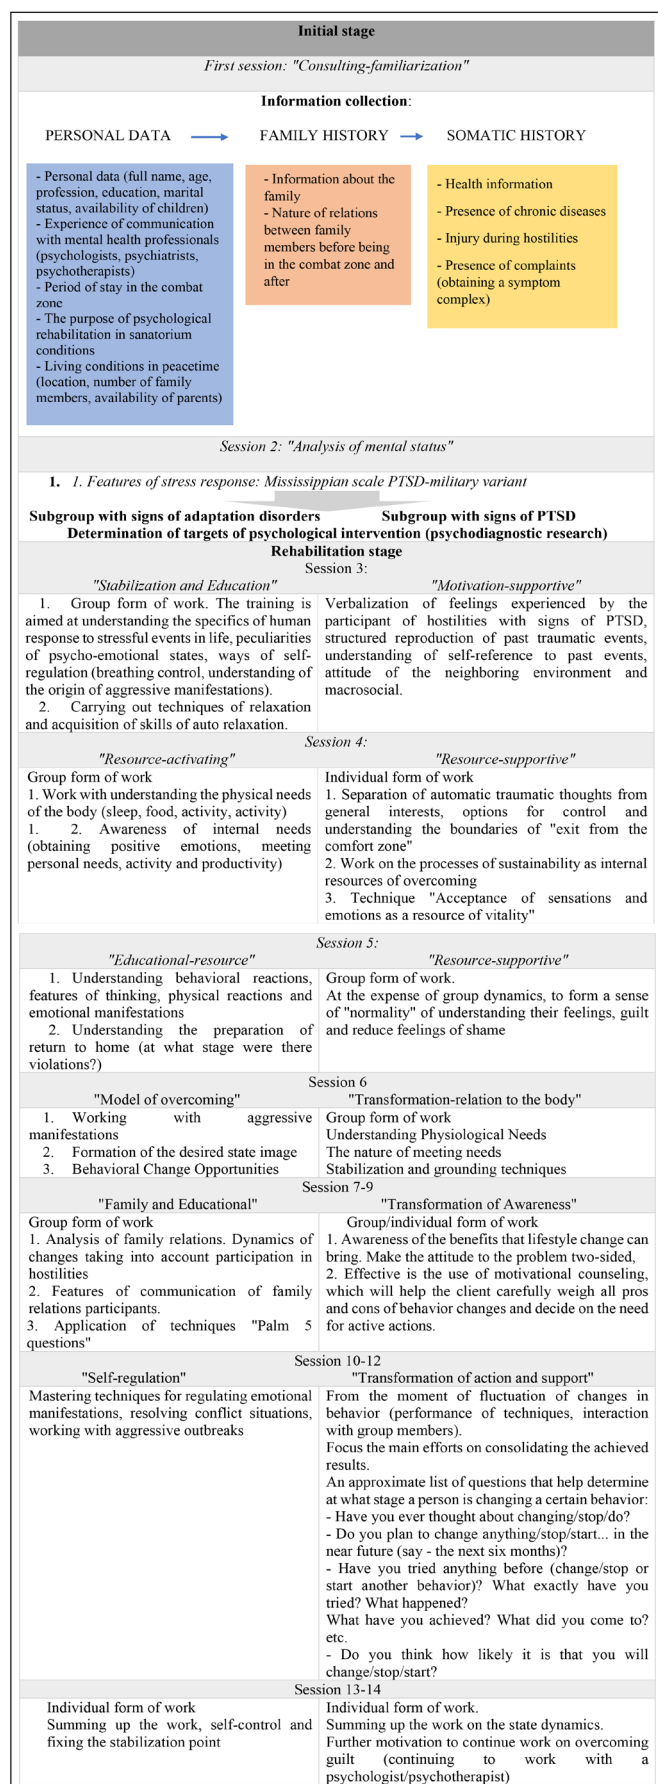 Initial stage
First session: "Consulting-familiarization"
Information collection:
PERSONAL DATA
FAMILY HISTORY
SOMATIC HISTORY
- Personal data (full name, age,
profession, education, marital
status, availability of children)
- Experience of communication
with mental health professionals
(psychologists, psychiatrists,
psychotherapists)
- Period of stay in the combat
zone
- The purpose of psychological
rehabilitation in sanatorium
conditions
- Living conditions in peacetime
(location, number of family
members, availability of parents)
- Information about the
family
- Nature of relations
between family
members before being
in the combat zone and
after
- Health information
- Presence of chronic diseases
- Injury during hostilities
- Presence of complaints
(obtaining a symptom
complex)
Session 2: "Analysis of mental status"
1. 1. Features of stress response: Mississippian scale PTSD-military variant
Subgroup with signs of adaptation disorders
Subgroup with signs of PTSD
Determination of targets of psychological intervention (psychodiagnostic research)
Rehabilitation stage
Session 3:
"Stabilization and Education"
"Motivation-supportive"
1. Group form of work. The training is
aimed at understanding the specifics of human
response to stressful events in life, peculiarities
of psycho-emotional states, ways of self-
regulation (breathing control, understanding of
the origin of aggressive manifestations).
2. Carrying out techniques of relaxation
and acquisition of skills of auto relaxation.
Verbalization of feelings experienced by the
participant of hostilities with signs of PTSD,
structured reproduction of past traumatic events,
understanding of self-reference to past events,
attitude of the neighboring environment and
macrosocial.
Session 4:
"Resource-activating"
"Resource-supportive"
Group form of work
1. Work with understanding the physical needs
of the body (sleep, food, activity, activity)
1. 2. Awareness of internal needs
(obtaining positive emotions, meeting
personal needs, activity and productivity)
Individual form of work
1. Separation of automatic traumatic thoughts from
general interests, options for control and
understanding the boundaries of "exit from the
comfort zone"
2. Work on the processes of sustainability as internal
resources of overcoming
3. Technique "Acceptance of sensations and
emotions as a resource of vitality"
Session 5:
"Educational-resource"
"Resource-supportive"
1. Understanding behavioral reactions,
features of thinking, physical reactions and
emotional manifestations
2. Understanding the preparation of
return to home (at what stage were there
violations?)
Group form of work.
At the expense of group dynamics, to form a sense
of "normality" of understanding their feelings, guilt
and reduce feelings of shame
Session 6
"Model of overcoming"
"Transformation-relation to the body"
1. Working with aggressive
manifestations
2. Formation of the desired state image
3. Behavioral Change Opportunities
Group form of work
Understanding Physiological Needs
The nature of meeting needs
Stabilization and grounding techniques
Session 7-9
"Family and Educational"
"Transformation of Awareness"
Group form of work
1. Analysis of family relations. Dynamics of
changes taking into account participation in
hostilities
2. Features of communication of family
relations participants.
3. Application of techniques "Palm 5
questions"
Group/individual form of work
1. Awareness of the benefits that lifestyle change can
bring. Make the attitude to the problem two-sided,
2. Effective is the use of motivational counseling,
which will help the client carefully weigh all pros
and cons of behavior changes and decide on the need
for active actions.
Session 10-12
"Self-regulation"
"Transformation of action and support"
Mastering techniques for regulating emotional
manifestations, resolving conflict situations,
working with aggressive outbreaks
From the moment of fluctuation of changes in
behavior (performance of techniques, interaction
with group members).
Focus the main efforts on consolidating the achieved
results.
An approximate list of questions that help determine
at what stage a person is changing a certain behavior:
- Have you ever thought about changing/stop/do?
- Do you plan to change anything/stop/start... in the
near future (say - the next six months)?
- Have you tried anything before (change/stop or
start another behavior)? What exactly have you
tried? What happened?
What have you achieved? What did you come to?
etc.
- Do you think how likely it is that you will
change/stop/start?
Session 13-14
Individual form of work
Summing up the work, self-control and
fixing the stabilization point
Individual form of work.
Summing up the work on the state dynamics.
Further motivation to continue work on overcoming
guilt (continuing to work with a
psychologist/psychotherapist)